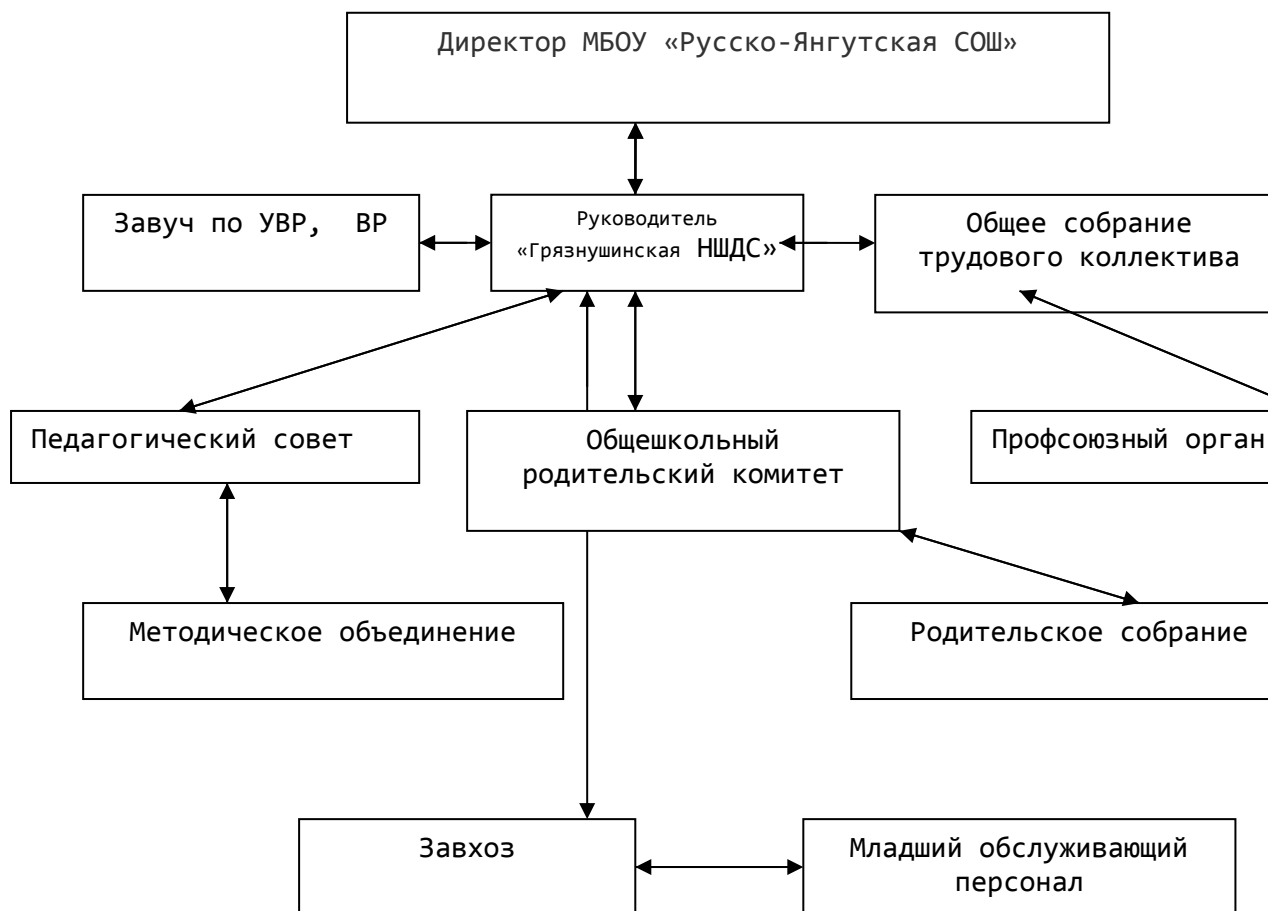 Директор МБОУ «Русско-Янгутская СОШ»
Завуч по УВР, ВР
Руководитель
«Грязнушинская НШДС»
Общее собрание
трудового коллектива
Педагогический совет
Общешкольный
родительский комитет
Профсоюзный орган
Методическое объединение
Родительское собрание
Завхоз
Младший обслуживающий
персонал